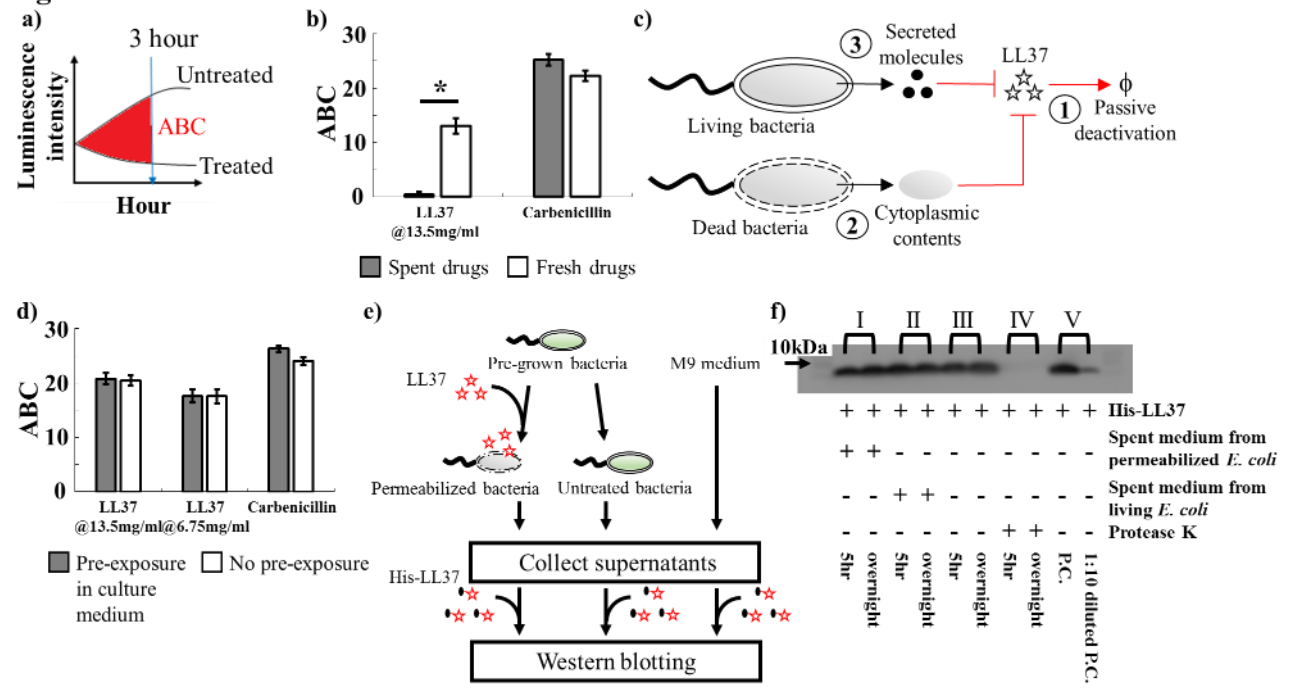 a)
3 hour
Luminescence
intensity
Untreated
ABC
Treated
Hour
b)
30
20
10
0
ABC
*
LL37
@13.5mg/ml
Carbenicillin
Spent drugs
Fresh drugs
c)
3
Secreted
molecules
LL37
ϕ
1
Passive
deactivation
Living bacteria
Dead bacteria
2
Cytoplasmic
contents
d)
30
20
10
0
ABC
LL37
@13.5mg/ml
LL37
@6.75mg/ml
Carbenicillin
Pre-exposure
in culture
medium
No pre-exposure
e)
Pre-grown bacteria
M9 medium
LL37
Permeabilized bacteria
Untreated bacteria
Collect supernatants
His-LL37
Western blotting
f)
I II III IV V
10kDa
+ + + + + + + + + + His-LL37
+ + - - - - - - - - Spent medium from
permeabilized E. coli
- - + + - - - - - - Spent medium from
living E. coli
- - - - - - + + - - Protease K
5hr
overnight
5hr
overnight
5hr
overnight
5hr
overnight
P.C.
1:10 diluted P.C.